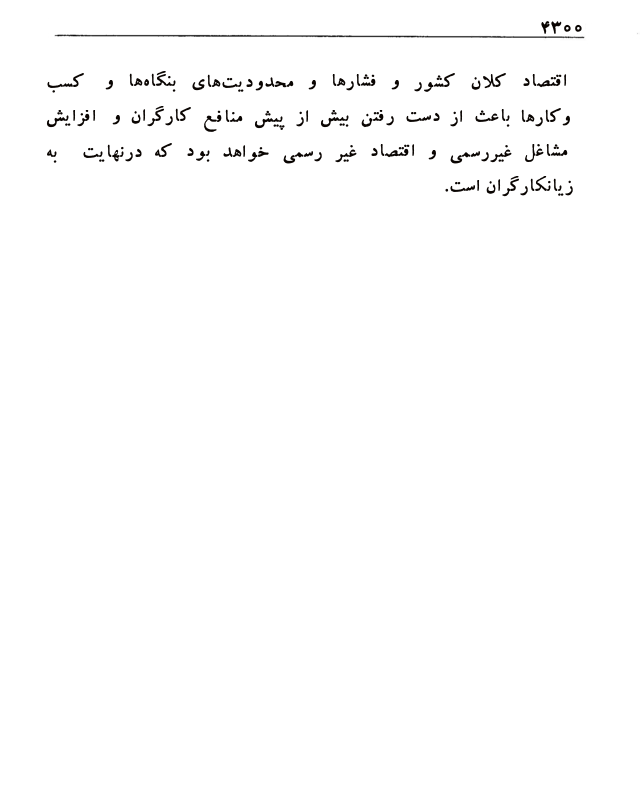 ۴۳۰۰
اقتصاد کلان کشور و فشارها و محدودیت‌های بنگاه‌ها و کسب
وکارها باعث از دست رفتن بیش از پیش منافع کارگران و افزایش
مشاغل غیررسمی و اقتصاد غیر رسمی خواهد بود که درنهایت به
زیانکارگران است.